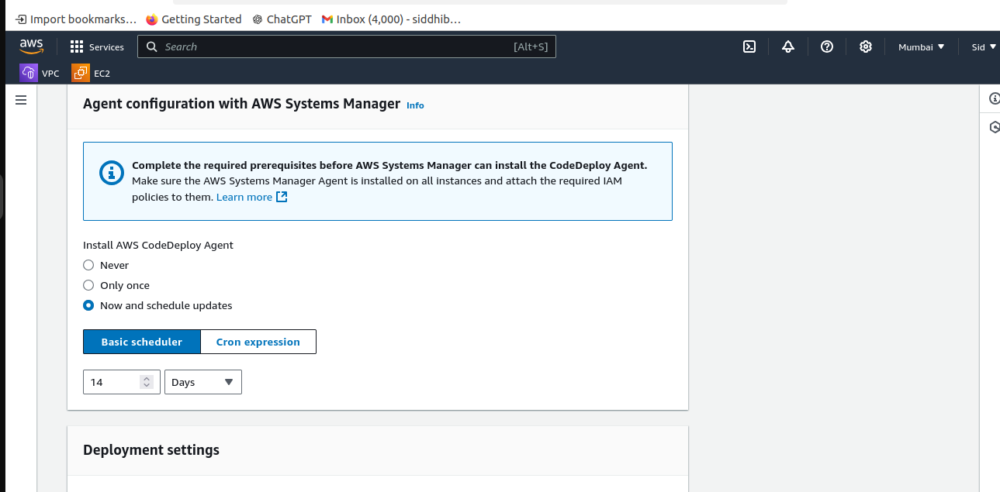 Import bookmarks... Getting Started ChatGPT Inbox (4,000) - siddhib...
aws Services Search [Alt+S] Mumbai Sid
VPC EC2
Agent configuration with AWS Systems Manager Info
Complete the required prerequisites before AWS Systems Manager can install the CodeDeploy Agent.
Make sure the AWS Systems Manager Agent is installed on all instances and attach the required IAM
policies to them. Learn more
Install AWS CodeDeploy Agent
Never
Only once
Now and schedule updates
Basic scheduler Cron expression
14 Days
Deployment settings